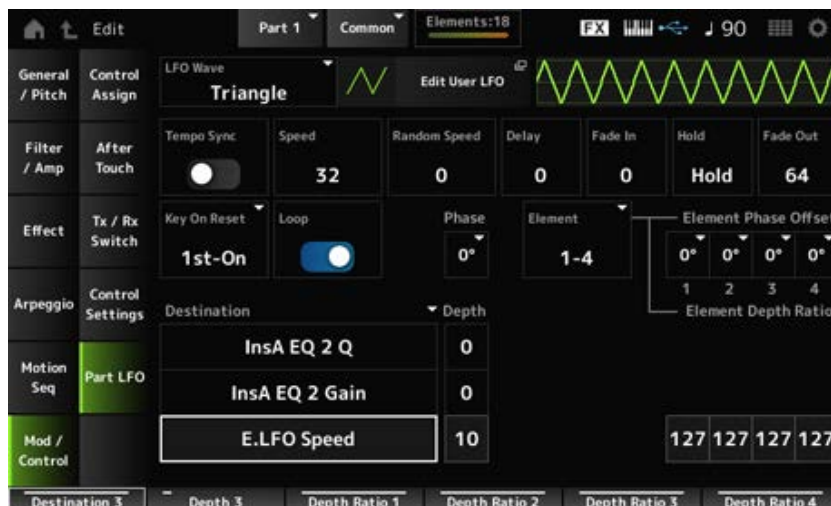 Edit
Part 1
Common
Elements:18
FX
90
General / Pitch
Control Assign
LFO Wave
Triangle
Edit User LFO
Filter / Amp
After Touch
Tempo Sync
Speed
32
Random Speed
0
Delay
0
Fade In
0
Hold
Hold
Fade Out
64
Effect
Tx / Rx Switch
Key On Reset
1st-On
Loop
Phase
0°
Element
1-4
Element Phase Offset
0° 0° 0° 0°
1 2 3 4
Element Depth Ratio
Arpeggio
Control Settings
Destination
Depth
InsA EQ 2 Q
0
Motion Seq
Part LFO
InsA EQ 2 Gain
0
Mod / Control
E.LFO Speed
10
127 127 127 127
Destination 3
Depth 3
Depth Ratio 1
Depth Ratio 2
Depth Ratio 3
Depth Ratio 4